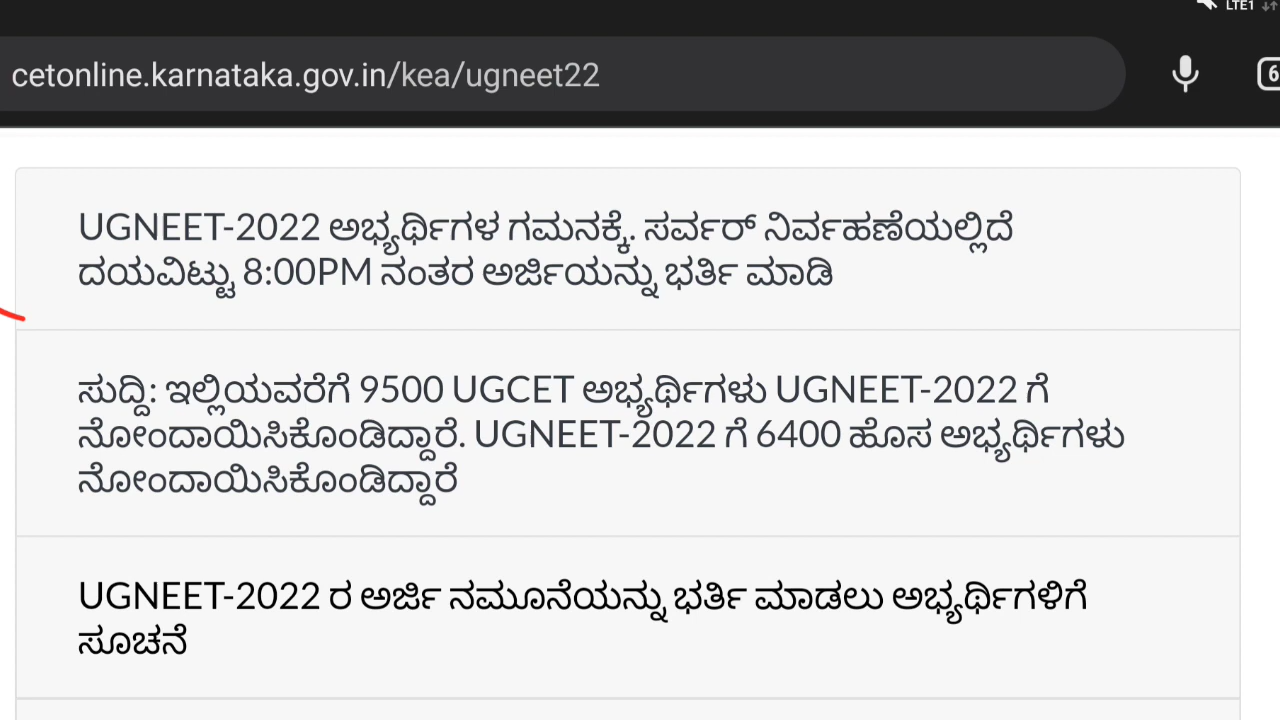 LTE1
cetonline.karnataka.gov.in/kea/ugneet22
6
UGNEET-2022 ಅಭ್ಯರ್ಥಿಗಳ ಗಮನಕ್ಕೆ. ಸರ್ವರ್ ನಿರ್ವಹಣೆಯಲ್ಲಿದೆ
ದಯವಿಟ್ಟು 8:00PM ನಂತರ ಅರ್ಜಿಯನ್ನು ಭರ್ತಿ ಮಾಡಿ
ಸುದ್ದಿ: ಇಲ್ಲಿಯವರೆಗೆ 9500 UGCET ಅಭ್ಯರ್ಥಿಗಳು UGNEET-2022 ಗೆ
ನೋಂದಾಯಿಸಿಕೊಂಡಿದ್ದಾರೆ. UGNEET-2022 ಗೆ 6400 ಹೊಸ ಅಭ್ಯರ್ಥಿಗಳು
ನೋಂದಾಯಿಸಿಕೊಂಡಿದ್ದಾರೆ
UGNEET-2022 ರ ಅರ್ಜಿ ನಮೂನೆಯನ್ನು ಭರ್ತಿ ಮಾಡಲು ಅಭ್ಯರ್ಥಿಗಳಿಗೆ
ಸೂಚನೆ